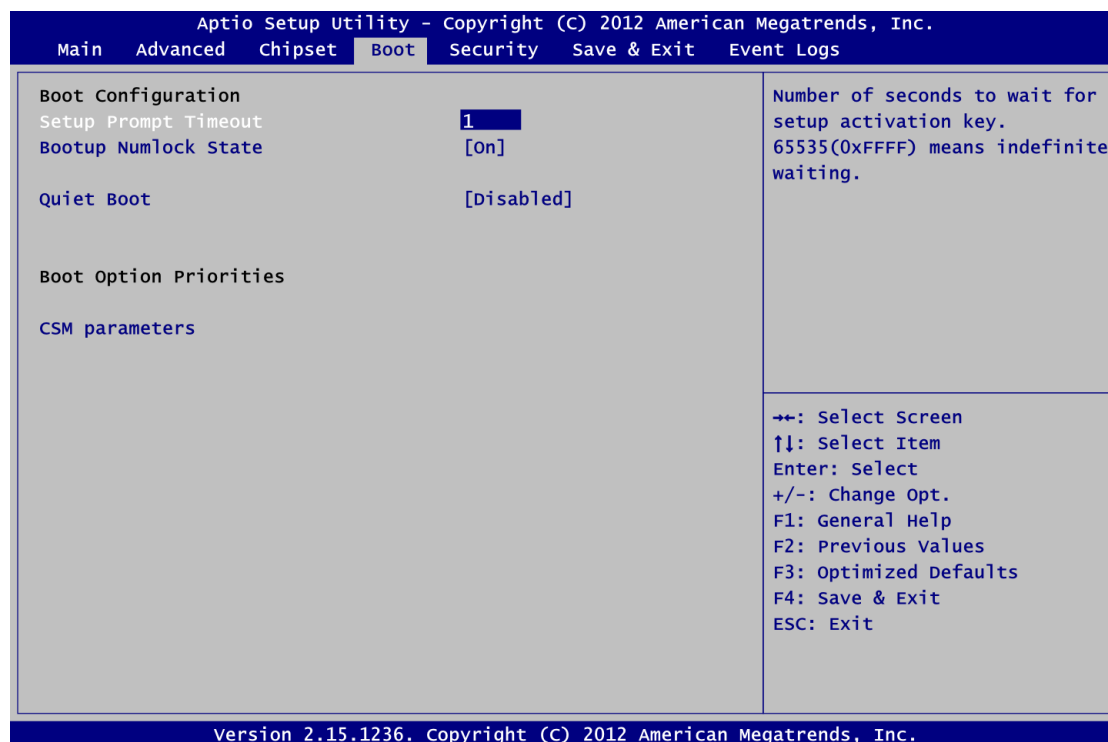 Aptio Setup Utility - Copyright (C) 2012 American Megatrends, Inc.
Main Advanced Chipset Boot Security Save & Exit Event Logs
Boot Configuration
Setup Prompt Timeout 1
Bootup Numlock State [On]
Quiet Boot [Disabled]
Boot Option Priorities
CSM parameters
Number of seconds to wait for
setup activation key.
65535(0xFFFF) means indefinite
waiting.
→←: Select Screen
↑↓: Select Item
Enter: Select
+/-: Change Opt.
F1: General Help
F2: Previous Values
F3: Optimized Defaults
F4: Save & Exit
ESC: Exit
Version 2.15.1236. Copyright (C) 2012 American Megatrends, Inc.